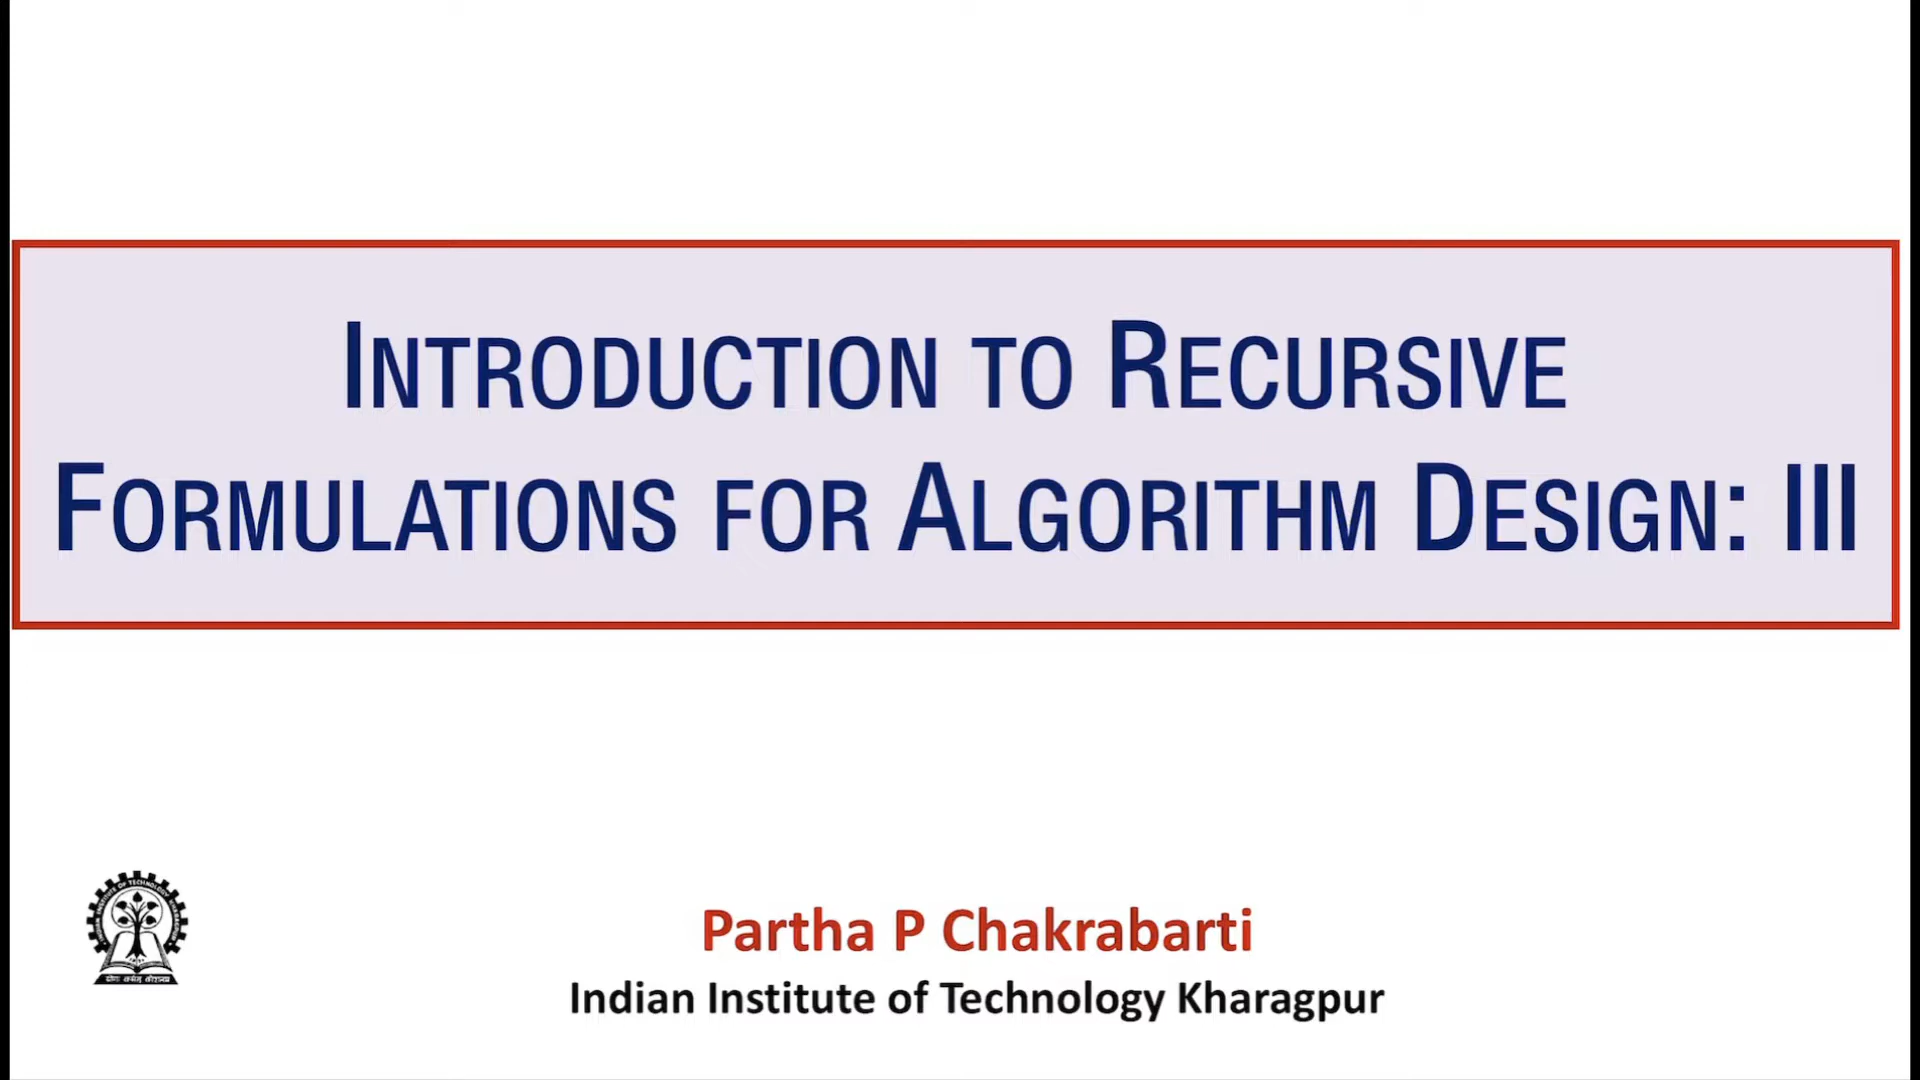 INTRODUCTION TO RECURSIVE
FORMULATIONS FOR ALGORITHM DESIGN: III
Partha P Chakrabarti
Indian Institute of Technology Kharagpur